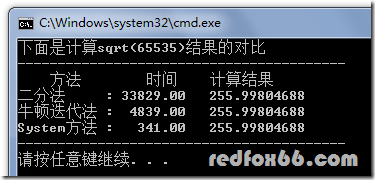 C:\Windows\system32\cmd.exe
下面是计算sqrt(65535)结果的对比
方法 时间 计算结果
二分法 : 33829.00 255.99804688
牛顿迭代法 : 4839.00 255.99804688
System方法 : 341.00 255.99804688
请按任意键继续. . .
redfox66.com